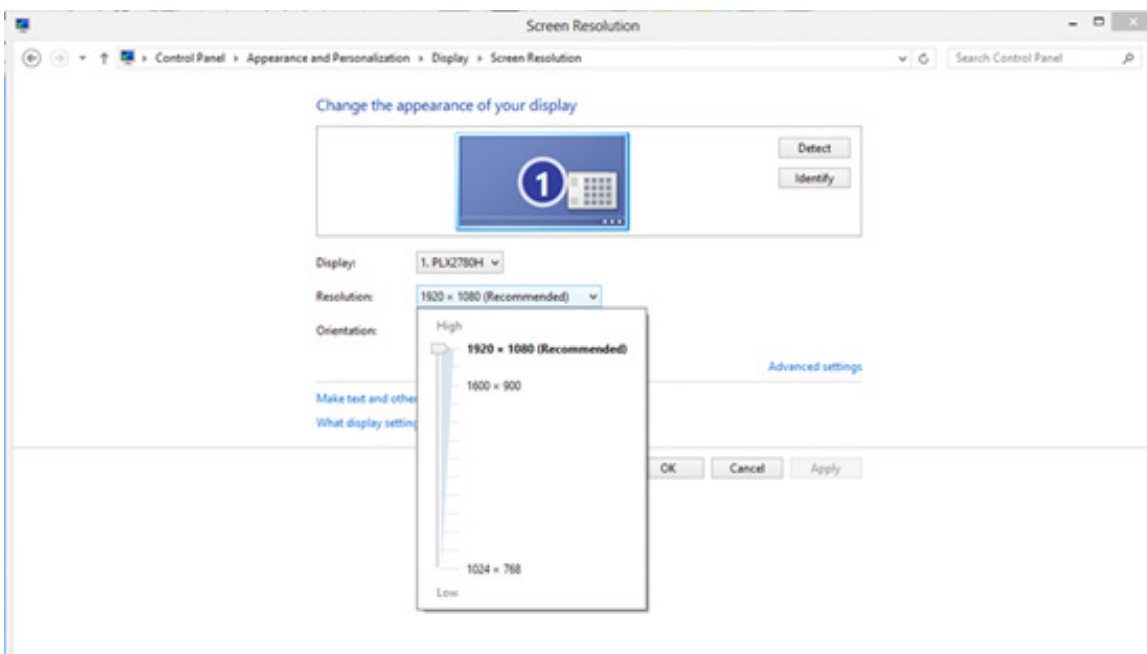 Screen Resolution
Control Panel ▸ Appearance and Personalization ▸ Display ▸ Screen Resolution
Search Control Panel
Change the appearance of your display
1
Detect
Identify
Display: 1. PLX2780H
Resolution: 1920 × 1080 (Recommended)
Orientation:
High
1920 × 1080 (Recommended)
1600 × 900
1024 × 768
Low
Advanced settings
Make text and other
What display setting
OK Cancel Apply